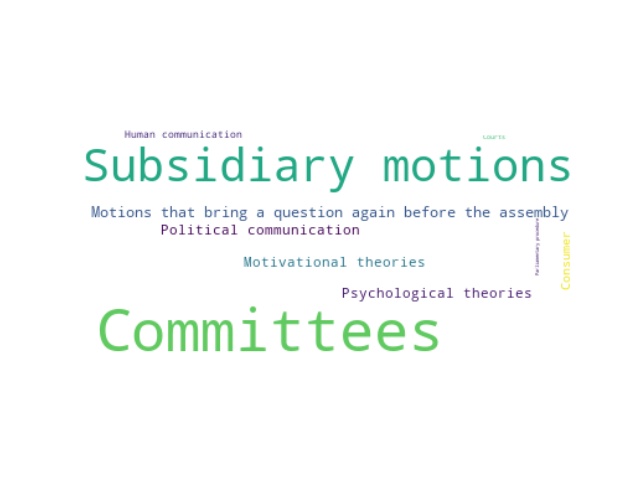 Human communication
Courts
Subsidiary motions
Motions that bring a question again before the assembly
Political communication
Parliamentary procedure
Consumer
Motivational theories
Psychological theories
Committees